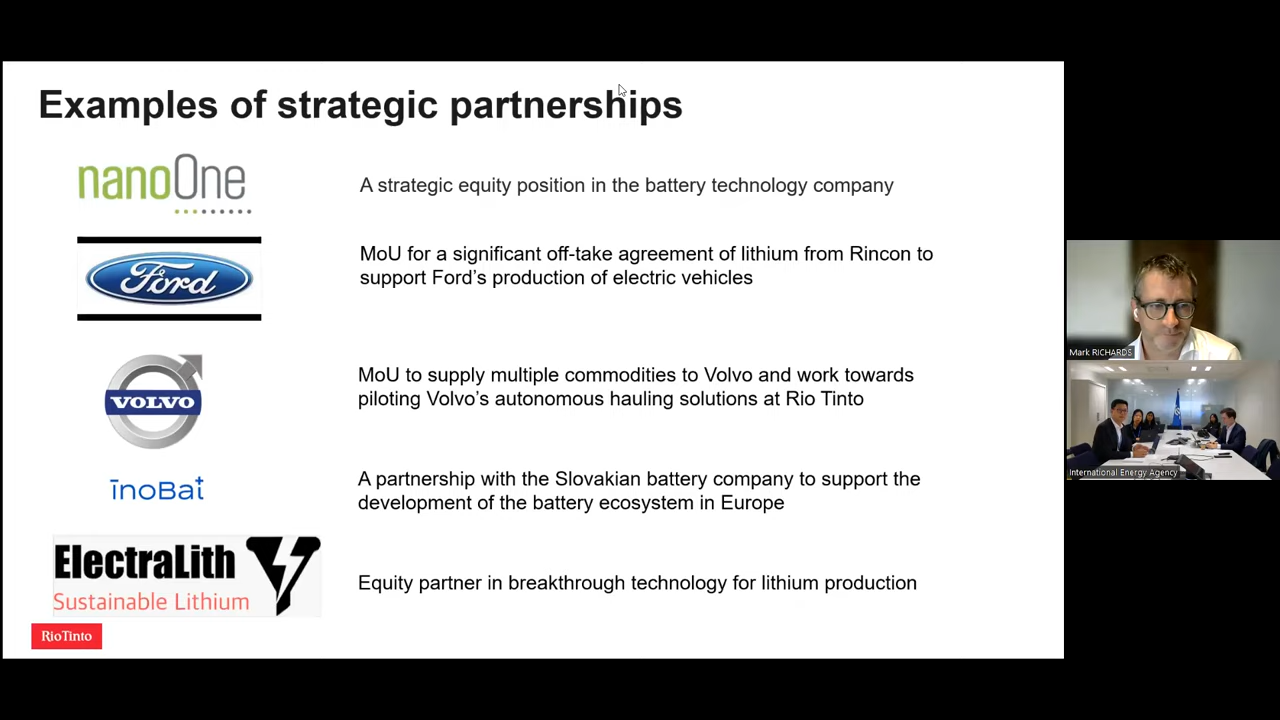 Examples of strategic partnerships
nanoOne
A strategic equity position in the battery technology company
Ford
MoU for a significant off-take agreement of lithium from Rincon to
support Ford’s production of electric vehicles
VOLVO
MoU to supply multiple commodities to Volvo and work towards
piloting Volvo’s autonomous hauling solutions at Rio Tinto
InoBat
A partnership with the Slovakian battery company to support the
development of the battery ecosystem in Europe
ElectraLith
Sustainable Lithium
Equity partner in breakthrough technology for lithium production
RioTinto
Mark RICHARDS
International Energy Agency